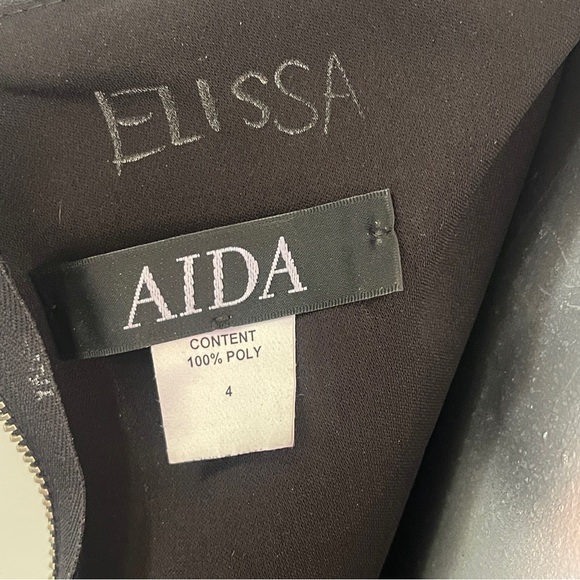 ELISSA
AIDA
CONTENT
100% POLY
4